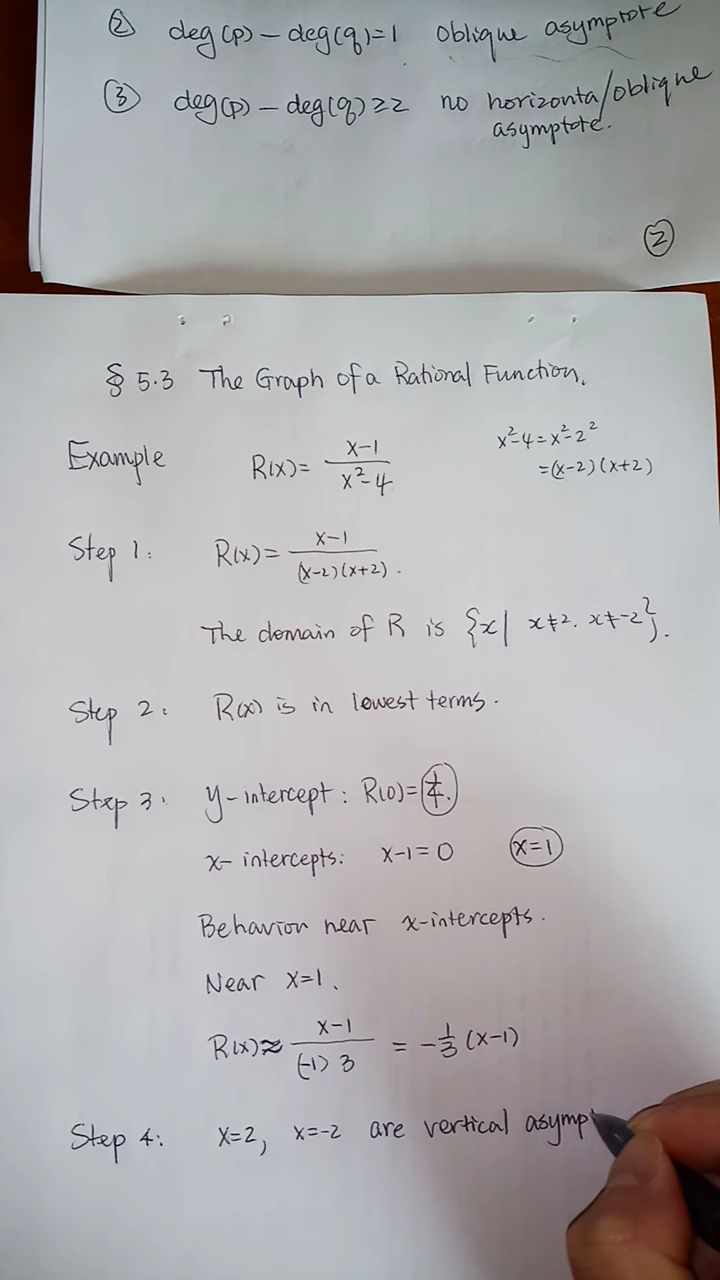 ② deg(p) - deg(q)=1 oblique asymptote
③ deg(p) - deg(q) ≥2 no horizontal/oblique
asymptote.
②
§ 5.3 The Graph of a Rational Function.
Example R(x)= (x-1)/(x²-4) x²-4=x²-2²
=(x-2)(x+2)
Step 1: R(x)= (x-1)/((x-2)(x+2)).
The domain of R is {x| x≠2. x≠-2}.
Step 2: R(x) is in lowest terms.
Step 3: y-intercept: R(0)=1/4.
x-intercepts: x-1=0 x=1
Behavior near x-intercepts.
Near x=1.
R(x)≈ (x-1)/((-1) 3) = -1/3 (x-1)
Step 4: x=2, x=-2 are vertical asymp